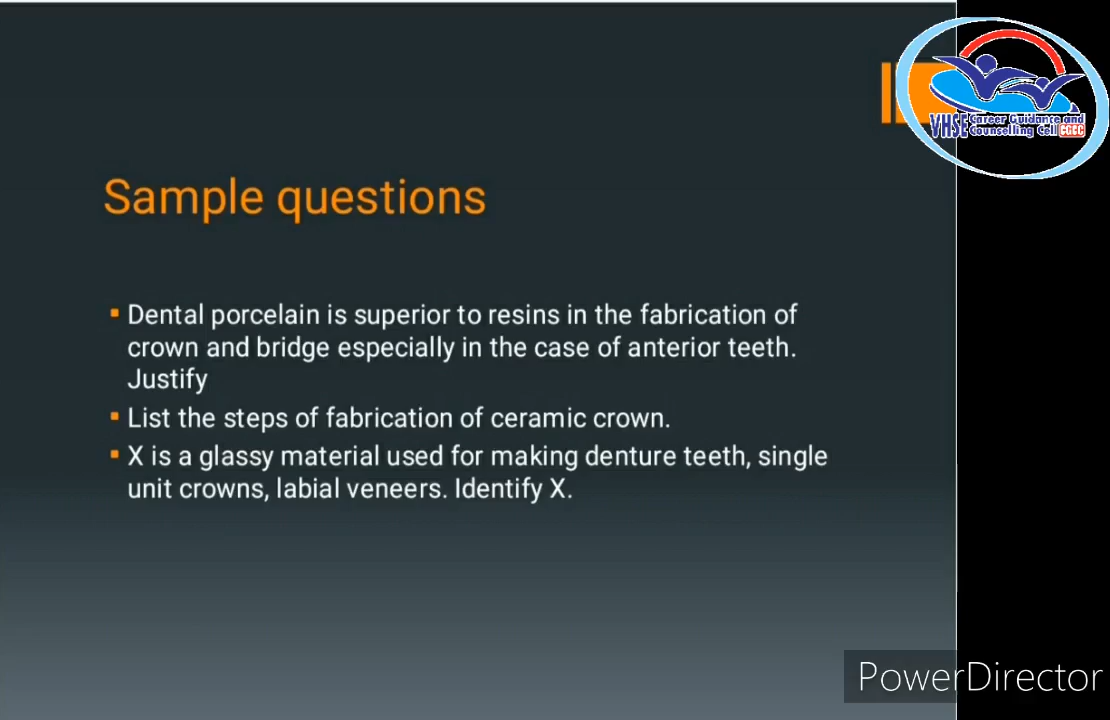 VHSE Career Guidance and
Counselling Cell CGCC
Sample questions
Dental porcelain is superior to resins in the fabrication of
crown and bridge especially in the case of anterior teeth.
Justify
List the steps of fabrication of ceramic crown.
X is a glassy material used for making denture teeth, single
unit crowns, labial veneers. Identify X.
PowerDirector